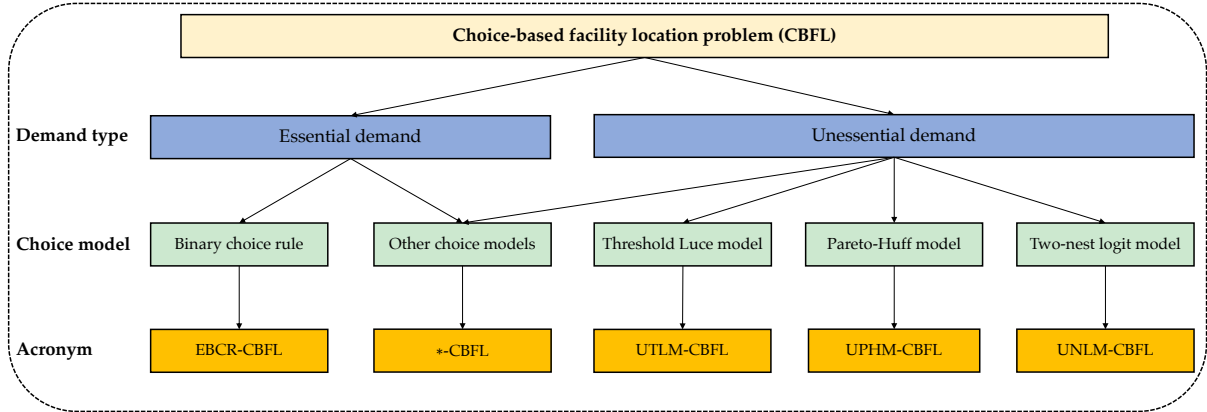 Choice-based facility location problem (CBFL)
Demand type
Essential demand
Unessential demand
Choice model
Binary choice rule
Other choice models
Threshold Luce model
Pareto-Huff model
Two-nest logit model
Acronym
EBCR-CBFL
*-CBFL
UTLM-CBFL
UPHM-CBFL
UNLM-CBFL